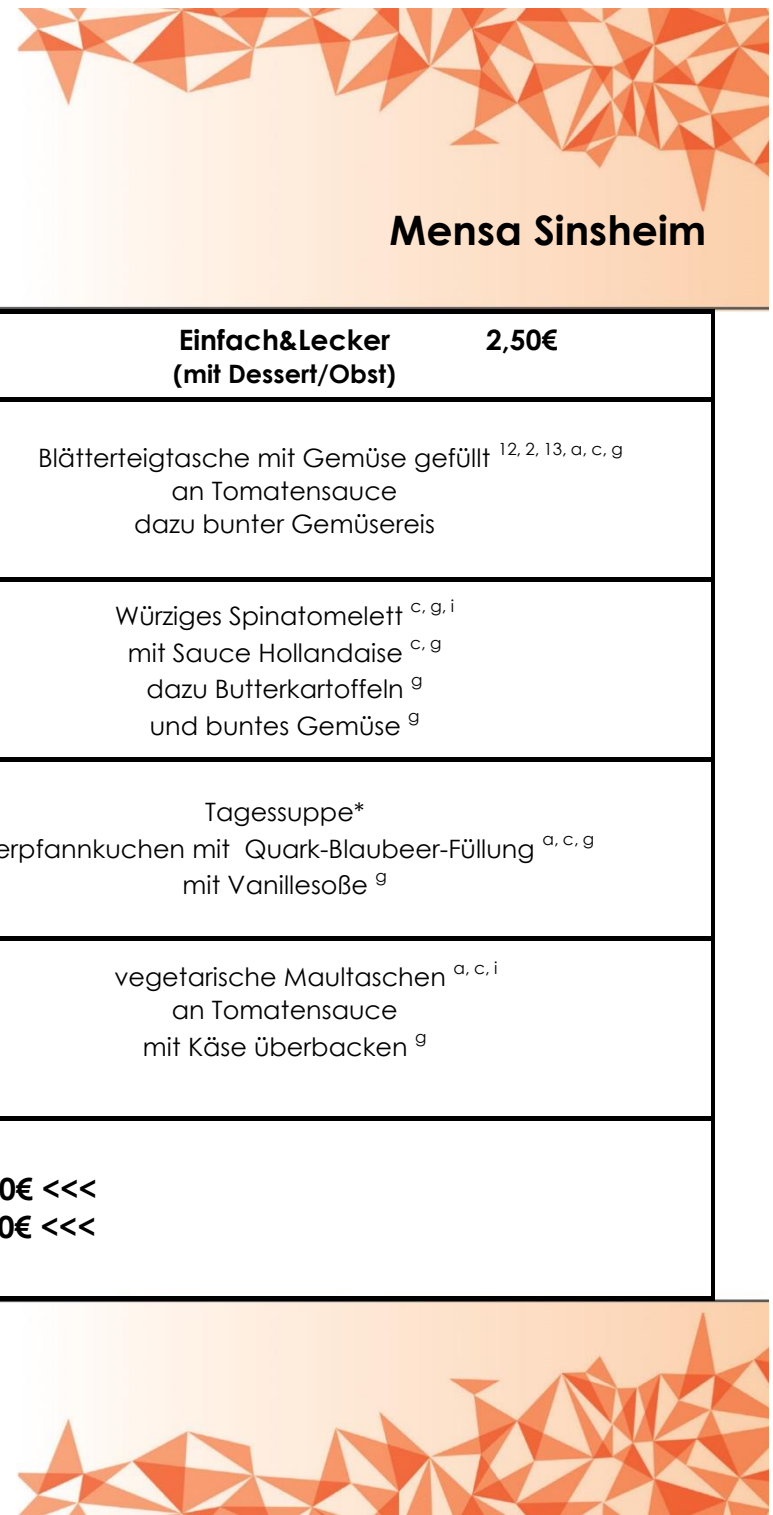 Mensa Sinsheim
Einfach&Lecker 2,50€
(mit Dessert/Obst)
Blätterteigtasche mit Gemüse gefüllt 12, 2, 13, a, c, g
an Tomatensauce
dazu bunter Gemüsereis
Würziges Spinatomelett c, g, i
mit Sauce Hollandaise c, g
dazu Butterkartoffeln g
und buntes Gemüse g
Tagessuppe*
erpfannkuchen mit Quark-Blaubeer-Füllung a, c, g
mit Vanillesoße g
vegetarische Maultaschen a, c, i
an Tomatensauce
mit Käse überbacken g
0€ <<<
0€ <<<